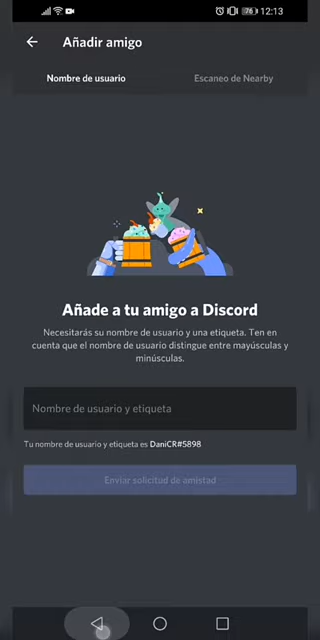 76 12:13
Añadir amigo
Nombre de usuario Escaneo de Nearby
Añade a tu amigo a Discord
Necesitarás su nombre de usuario y una etiqueta. Ten en
cuenta que el nombre de usuario distingue entre mayúsculas y
minúsculas.
Nombre de usuario y etiqueta
Tu nombre de usuario y etiqueta es DaniCR#5898
Enviar solicitud de amistad